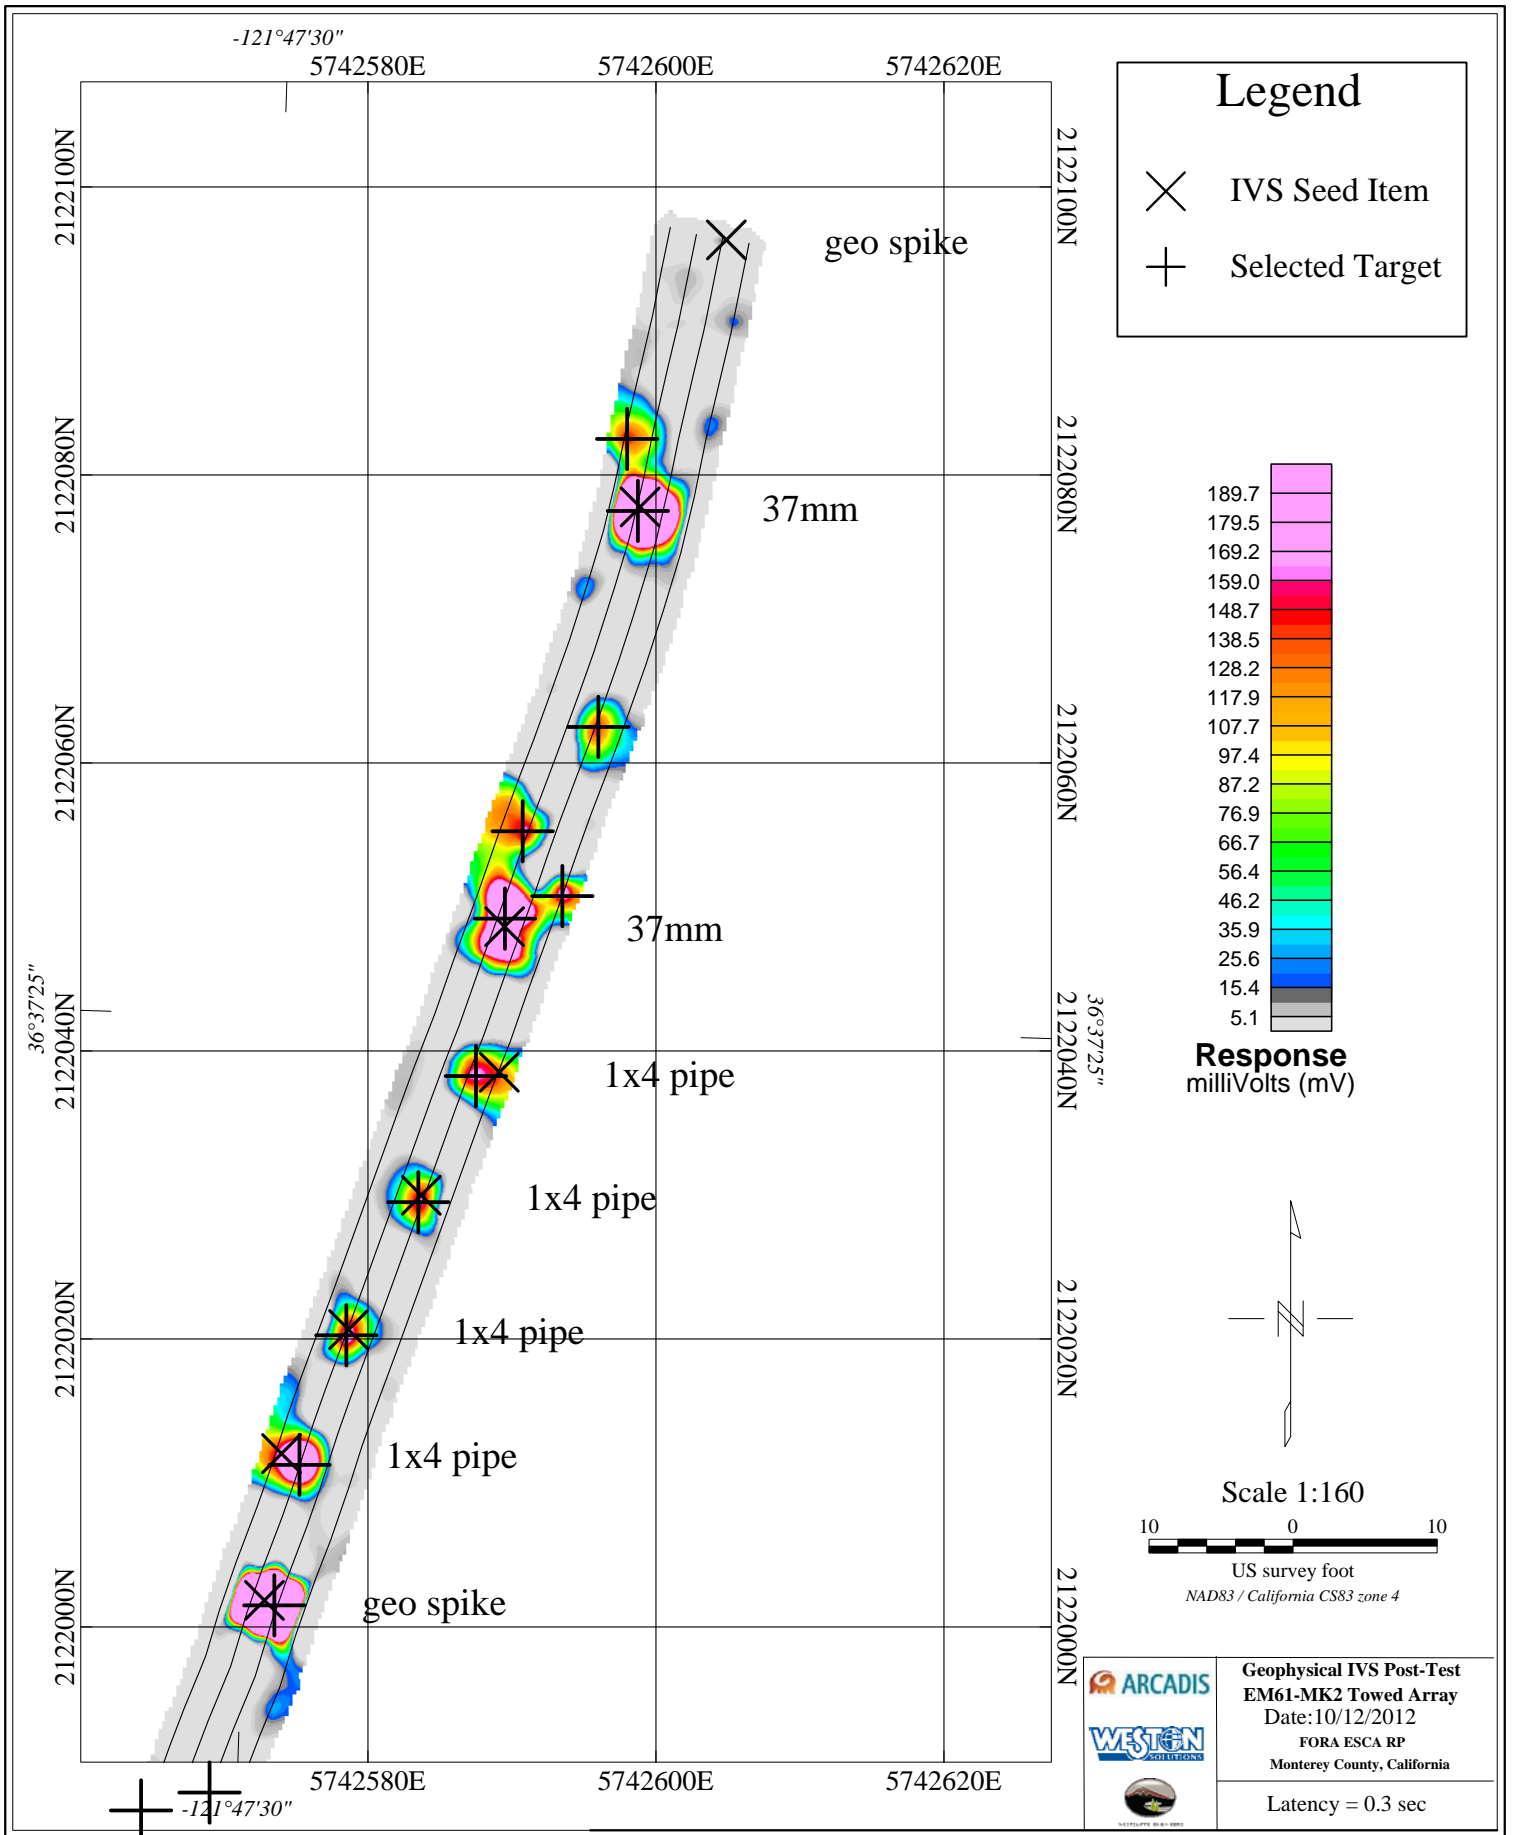 -121°47'30"
5742580E 5742600E 5742620E
Legend
IVS Seed Item
Selected Target
2122100N 2122100N
geo spike
2122080N 2122080N
37mm
2122060N 2122060N
37mm
36°37'25" 36°37'25"
2122040N 2122040N
1x4 pipe
1x4 pipe
2122020N 2122020N
1x4 pipe
1x4 pipe
2122000N 2122000N
geo spike
189.7
179.5
169.2
159.0
148.7
138.5
128.2
117.9
107.7
97.4
87.2
76.9
66.7
56.4
46.2
35.9
25.6
15.4
5.1
Response
milliVolts (mV)
N
Scale 1:160
10 0 10
US survey foot
NAD83 / California CS83 zone 4
5742580E 5742600E 5742620E
-121°47'30"
ARCADIS
WESTON
SOLUTIONS
Geophysical IVS Post-Test
EM61-MK2 Towed Array
Date:10/12/2012
FORA ESCA RP
Monterey County, California
Latency = 0.3 sec